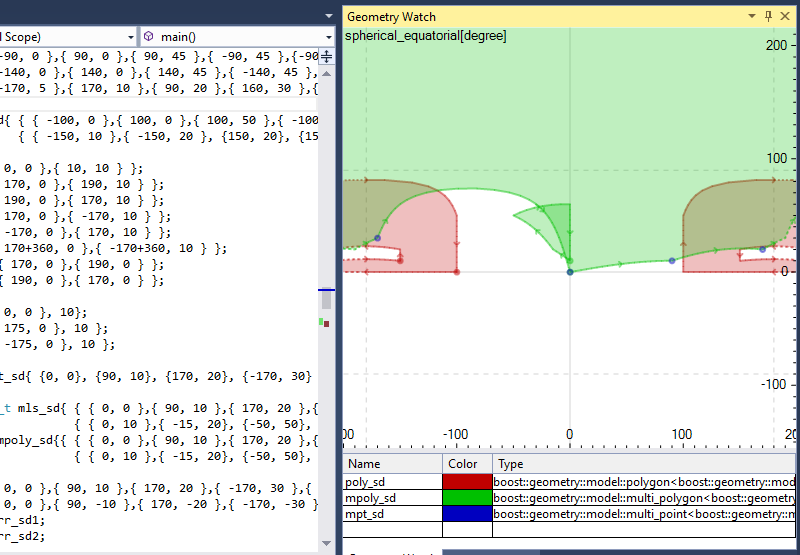 l Scope)
main()
-90, 0 },{ 90, 0 },{ 90, 45 },{ -90, 45 },{-90
-140, 0 },{ 140, 0 },{ 140, 45 },{ -140, 45 },
-170, 5 },{ 170, 10 },{ 90, 20 },{ 160, 30 },{
d{ { { -100, 0 },{ 100, 0 },{ 100, 50 },{ -100
{ { -150, 10 },{ -150, 20 }, {150, 20}, {15
0, 0 },{ 10, 10 } };
170, 0 },{ 190, 10 } };
190, 0 },{ 170, 10 } };
170, 0 },{ -170, 10 } };
-170, 0 },{ 170, 10 } };
170+360, 0 },{ -170+360, 10 } };
{ 170, 0 },{ 190, 0 } };
{ 190, 0 },{ 170, 0 } };
0, 0 }, 10};
175, 0 }, 10 };
-175, 0 }, 10 };
t_sd{ {0, 0}, {90, 10}, {170, 20}, {-170, 30}
_t mls_sd{ { { 0, 0 },{ 90, 10 },{ 170, 20 },{
{ { 0, 10 },{ -15, 20}, {-50, 50},
mpoly_sd{{ { { 0, 0 },{ 90, 10 },{ 170, 20 },{
{ { 0, 10 },{ -15, 20}, {-50, 50},
0, 0 },{ 90, 10 },{ 170, 20 },{ -170, 30 },{
0, 0 },{ 90, -10 },{ 170, -20 },{ -170, -30 }
rr_sd1;
rr_sd2;
Geometry Watch
spherical_equatorial[degree]
200
100
0
-100
00 -100 0 100 20
Name Color Type
poly_sd boost::geometry::model::polygon<boost::geometry::mod
mpoly_sd boost::geometry::model::multi_polygon<boost::geometry
mpt_sd boost::geometry::model::multi_point<boost::geometry::m